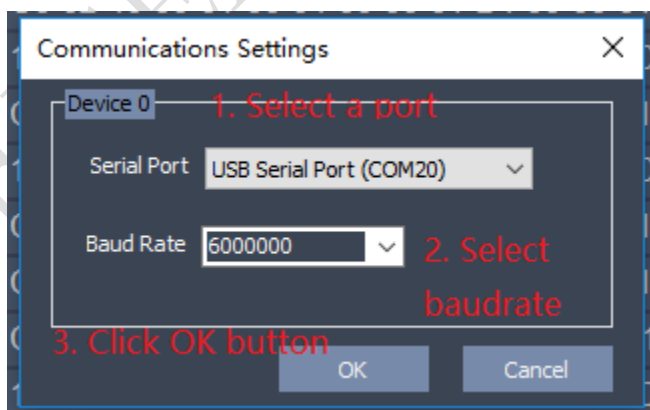 Communications Settings
Device 0
1. Select a port
Serial Port
USB Serial Port (COM20)
Baud Rate
6000000
2. Select
baudrate
3. Click OK button
OK
Cancel